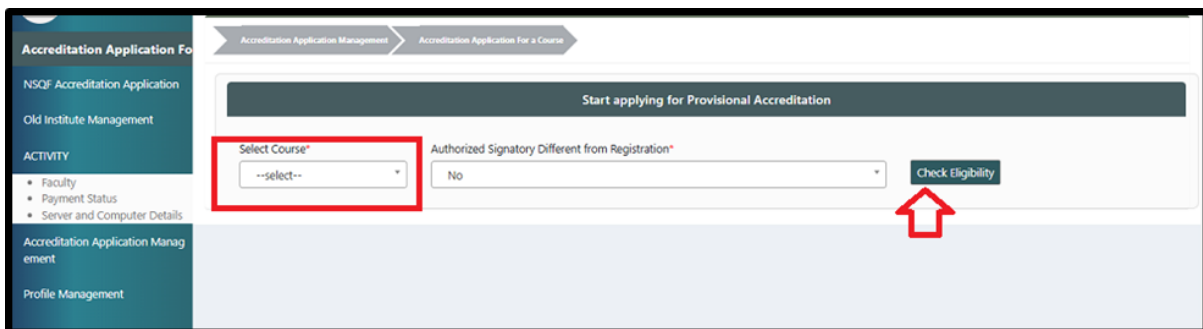 Accreditation Application Fo
NSQF Accreditation Application
Old Institute Management
ACTIVITY
Faculty
Payment Status
Server and Computer Details
Accreditation Application Manag
ement
Profile Management
Accreditation Application Management
Accreditation Application For a Course
Start applying for Provisional Accreditation
Select Course*
--select--
Authorized Signatory Different from Registration*
No
Check Eligibility